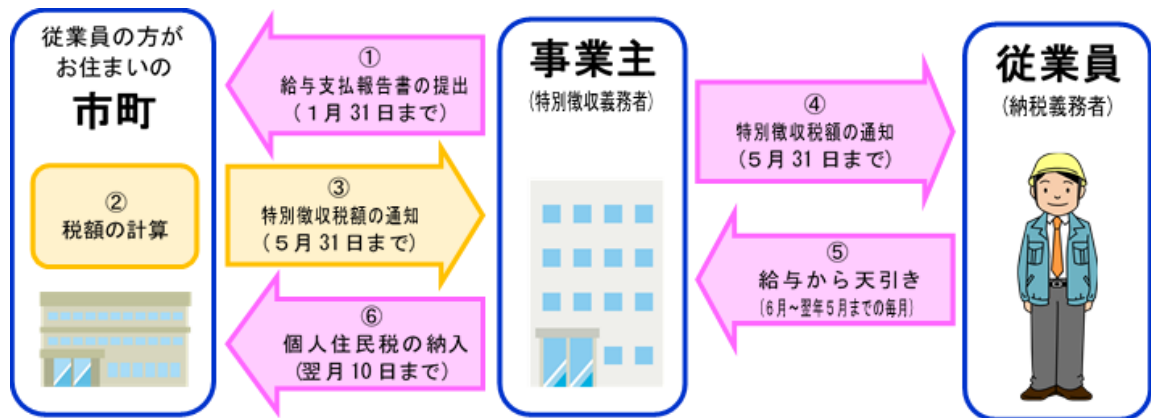 従業員の方が
お住まいの
市町
②
税額の計算
①
給与支払報告書の提出
(1月31日まで)
③
特別徴収税額の通知
(5月31日まで)
⑥
個人住民税の納入
(翌月10日まで)
事業主
(特別徴収義務者)
④
特別徴収税額の通知
(5月31日まで)
⑤
給与から天引き
(6月~翌年5月までの毎月)
従業員
(納税義務者)